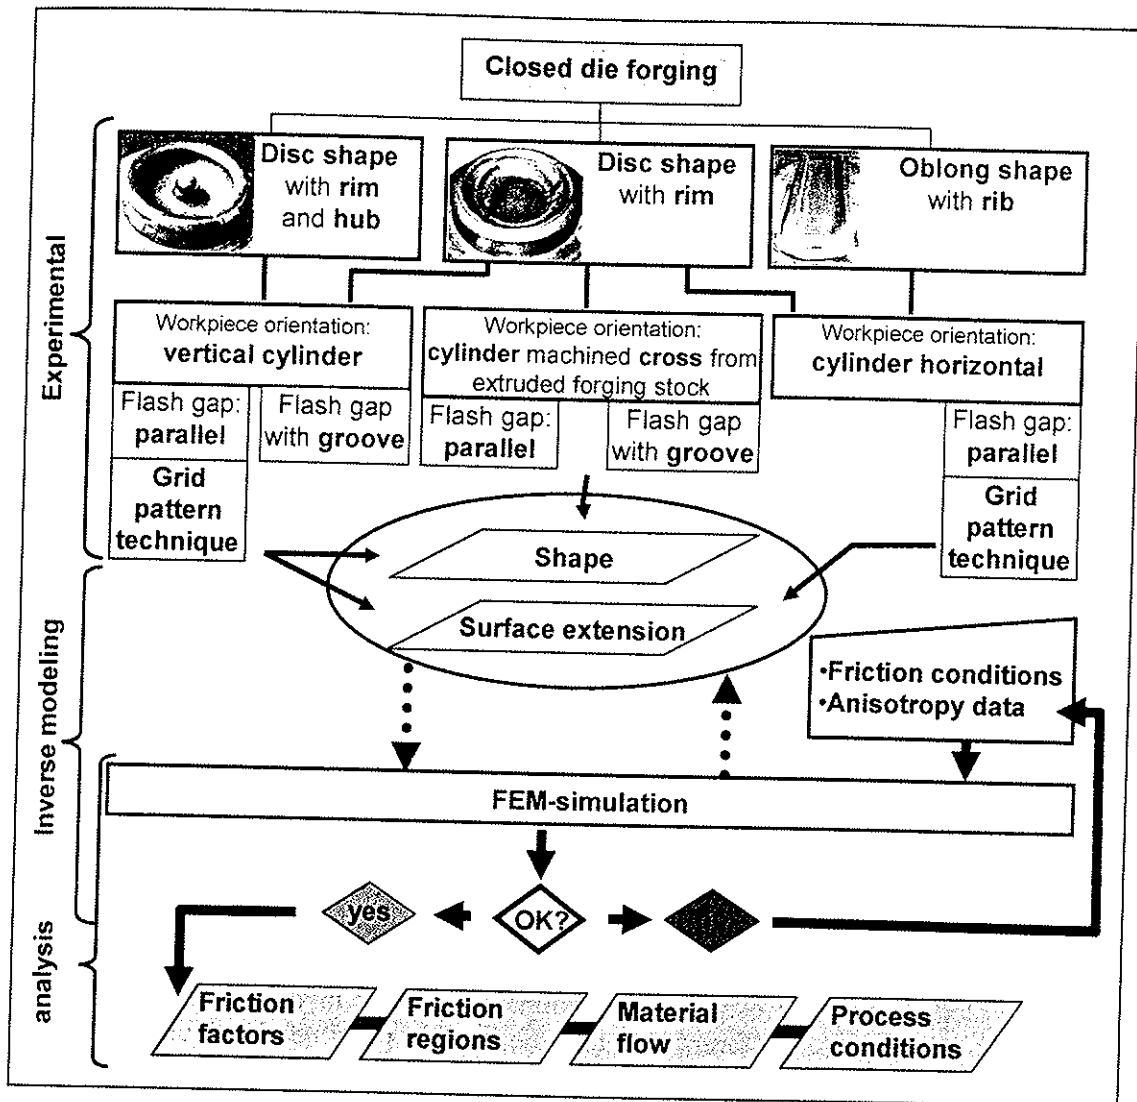 Closed die forging
Disc shape
with rim
and hub
Disc shape
with rim
Oblong shape
with rib
Experimental
Workpiece orientation:
vertical cylinder
Workpiece orientation:
cylinder machined cross from
extruded forging stock
Workpiece orientation:
cylinder horizontal
Flash gap:
parallel
Flash gap
with groove
Flash gap:
parallel
Flash gap
with groove
Flash gap:
parallel
Grid
pattern
technique
Grid
pattern
technique
Shape
Surface extension
Inverse modeling
•Friction conditions
•Anisotropy data
FEM-simulation
yes
OK?
analysis
Friction
factors
Friction
regions
Material
flow
Process
conditions